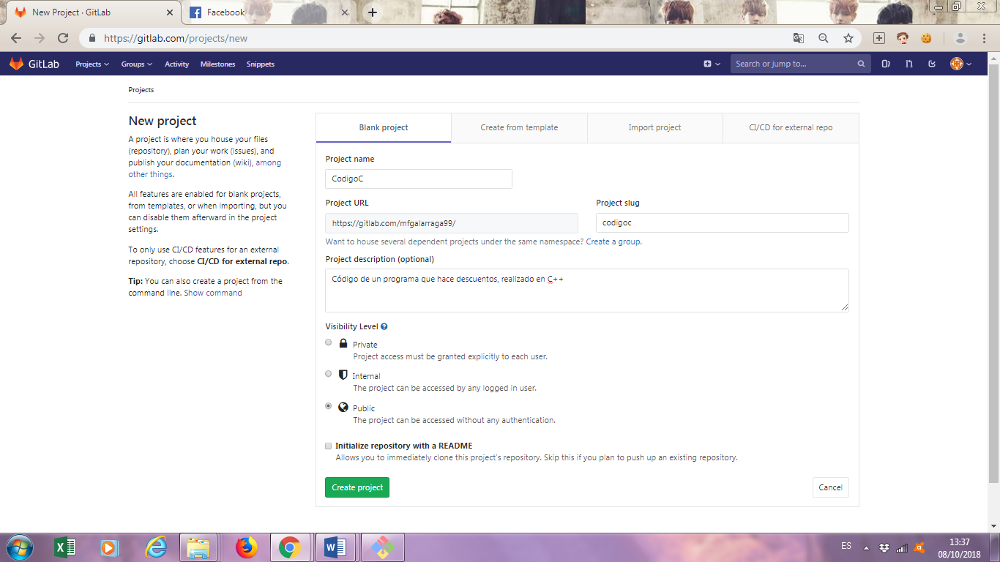 New Project · GitLab
Facebook
https://gitlab.com/projects/new
GitLab
Projects
Groups
Activity
Milestones
Snippets
Search or jump to...
Projects
New project
A project is where you house your files
(repository), plan your work (issues), and
publish your documentation (wiki), among
other things.
All features are enabled for blank projects,
from templates, or when importing, but you
can disable them afterward in the project
settings.
To only use CI/CD features for an external
repository, choose CI/CD for external repo.
Tip: You can also create a project from the
command line. Show command
Blank project
Create from template
Import project
CI/CD for external repo
Project name
CodigoC
Project URL
Project slug
https://gitlab.com/mfgalarraga99/
codigoc
Want to house several dependent projects under the same namespace? Create a group.
Project description (optional)
Código de un programa que hace descuentos, realizado en C++
Visibility Level
Private
Project access must be granted explicitly to each user.
Internal
The project can be accessed by any logged in user.
Public
The project can be accessed without any authentication.
Initialize repository with a README
Allows you to immediately clone this project's repository. Skip this if you plan to push up an existing repository.
Create project
Cancel
ES
13:37
08/10/2018